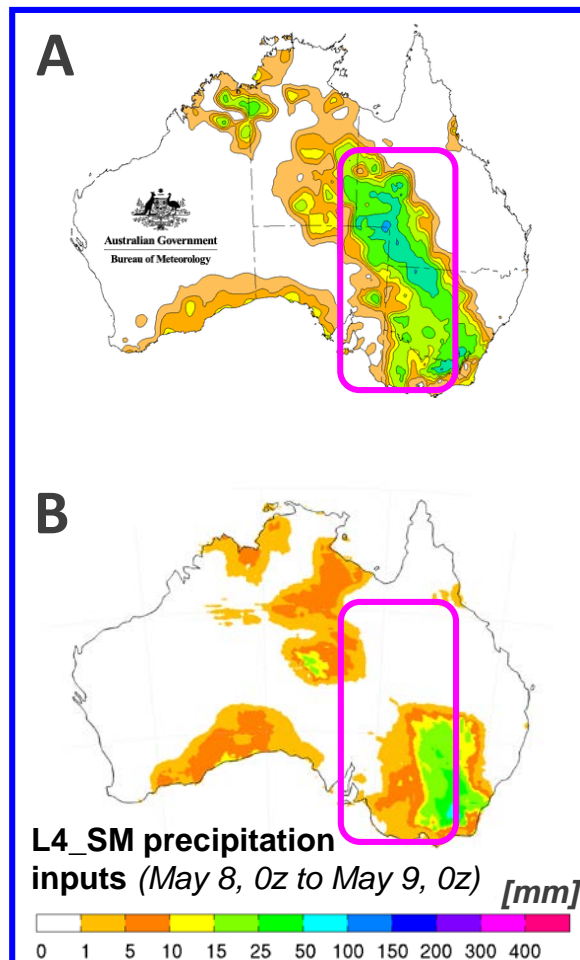 A
Australian Government
Bureau of Meteorology
B
L4_SM precipitation
inputs (May 8, 0z to May 9, 0z)
[mm]
0 1 5 10 15 25 50 100 150 200 300 400